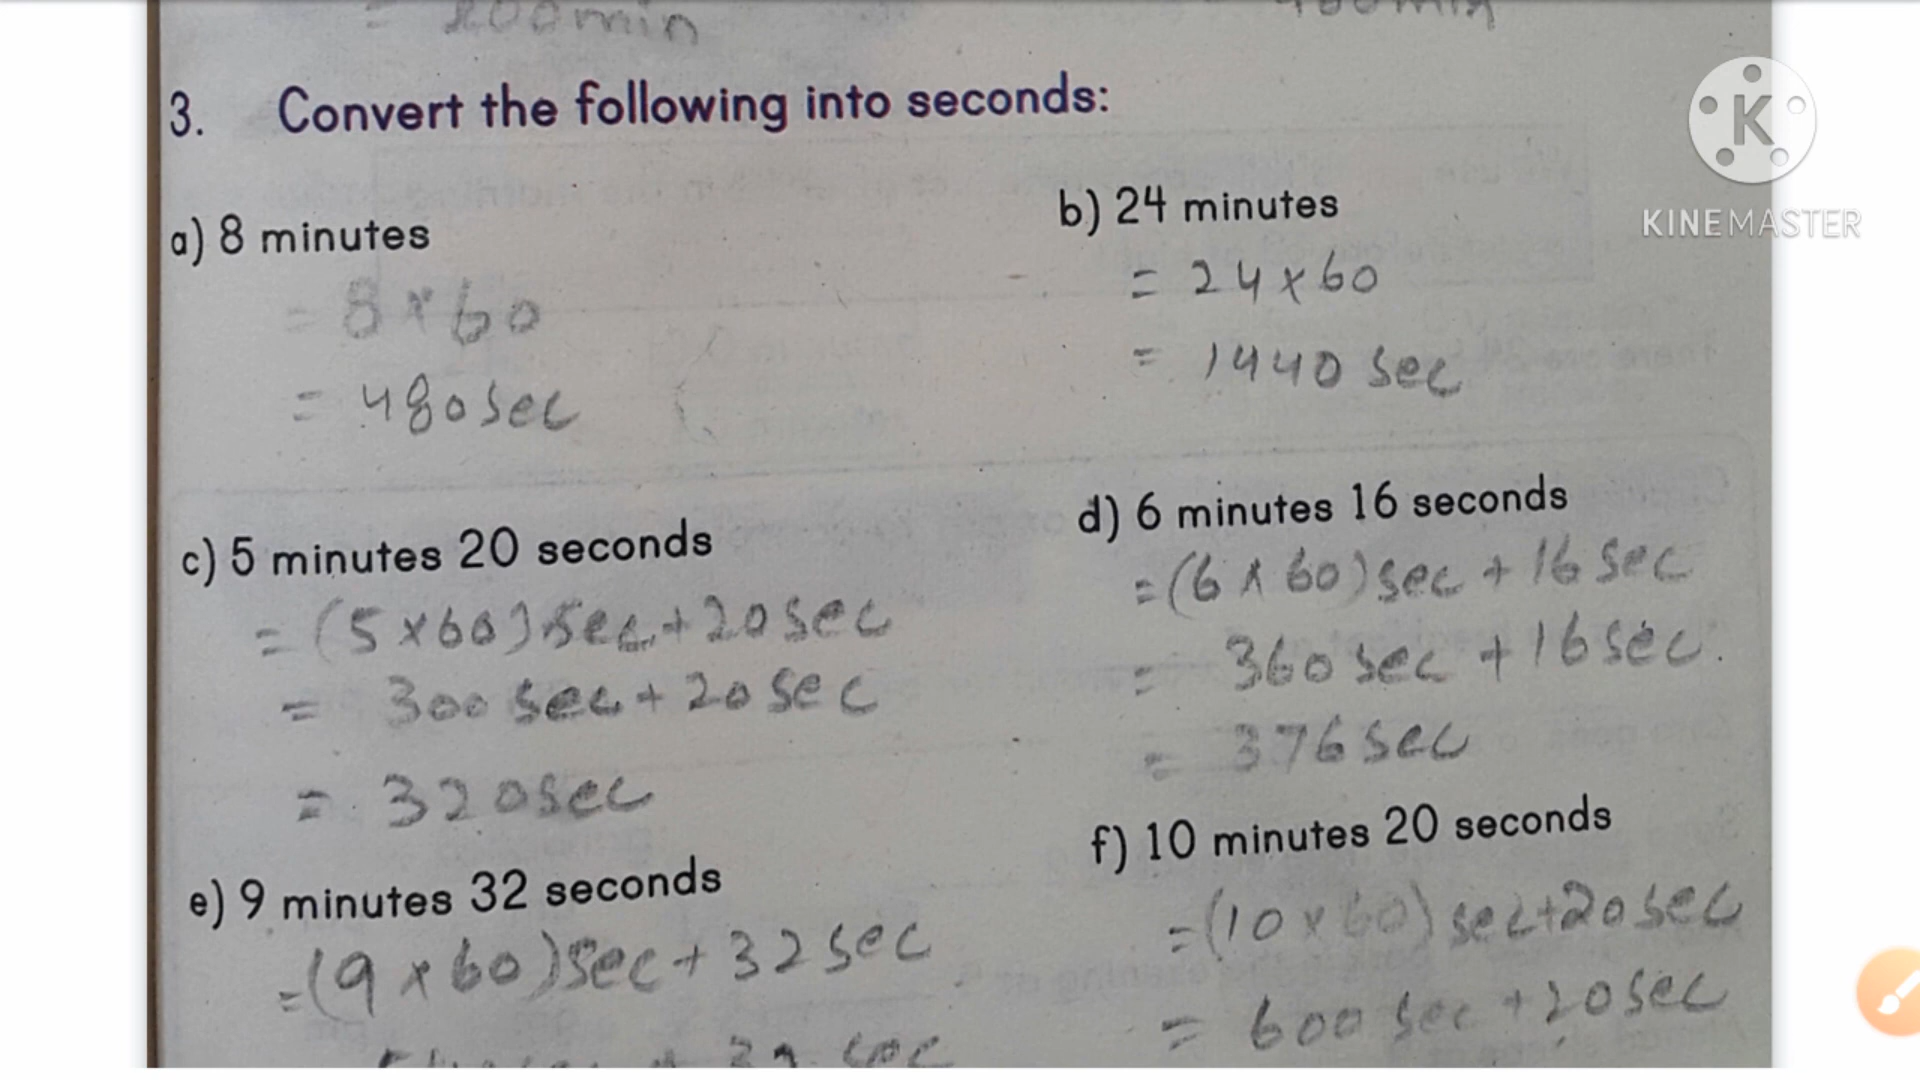 = 200min
3. Convert the following into seconds:
KINEMASTER
a) 8 minutes
= 8 × 60
= 480 sec
b) 24 minutes
= 24 × 60
= 1440 sec
c) 5 minutes 20 seconds
= (5 × 60) sec + 20 sec
= 300 sec + 20 sec
= 320 sec
d) 6 minutes 16 seconds
= (6 × 60) sec + 16 sec
= 360 sec + 16 sec.
= 376 sec
e) 9 minutes 32 seconds
= (9 × 60) sec + 32 sec
f) 10 minutes 20 seconds
= (10 × 60) sec + 20 sec
= 600 sec + 20 sec